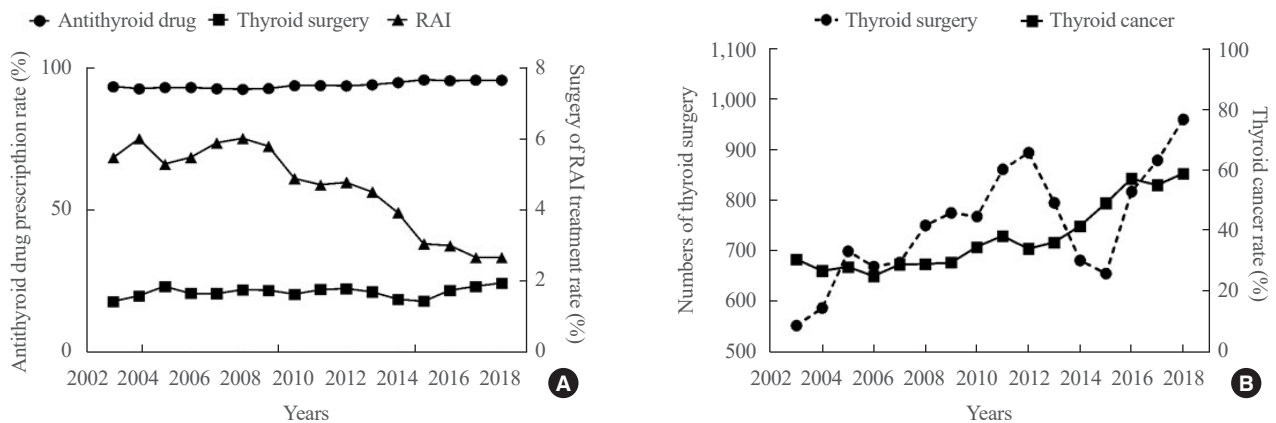 Antithyroid drug Thyroid surgery RAI
Antithyroid drug prescripthion rate (%)
100
50
0
8
6
4
2
0
Surgery of RAI treatment rate (%)
2002 2004 2006 2008 2010 2012 2014 2016 2018
Years
A
Thyroid surgery Thyroid cancer
Numbers of thyroid surgery
1,100
1,000
900
800
700
600
500
100
80
60
40
20
0
Thyroid cancer rate (%)
2002 2004 2006 2008 2010 2012 2014 2016 2018
Years
B